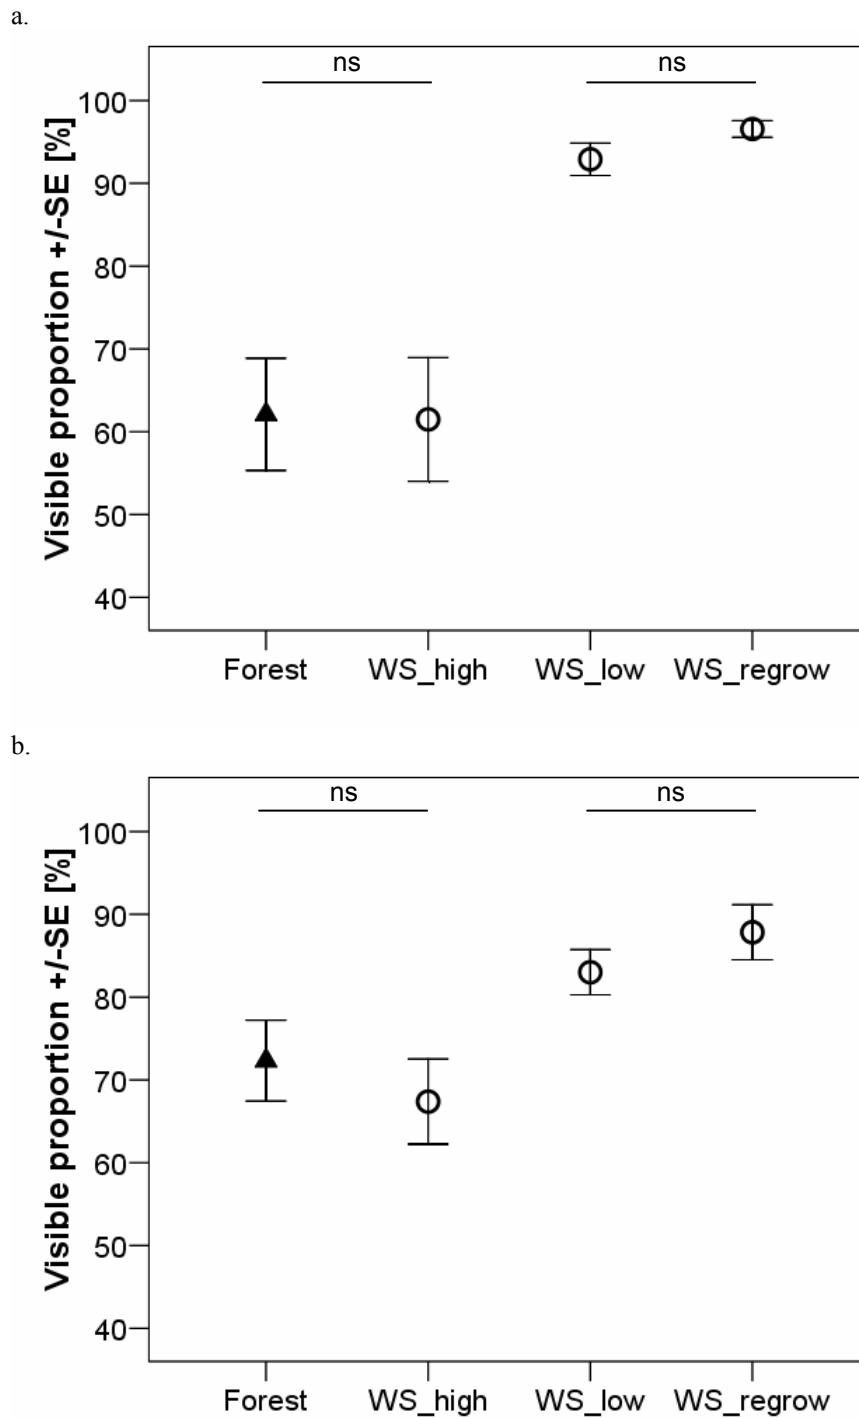 a.
ns ns
100
90
80
70
60
50
40
Visible proportion +/-SE [%]
Forest WS_high WS_low WS_regrow
b.
ns ns
100
90
80
70
60
50
40
Visible proportion +/-SE [%]
Forest WS_high WS_low WS_regrow